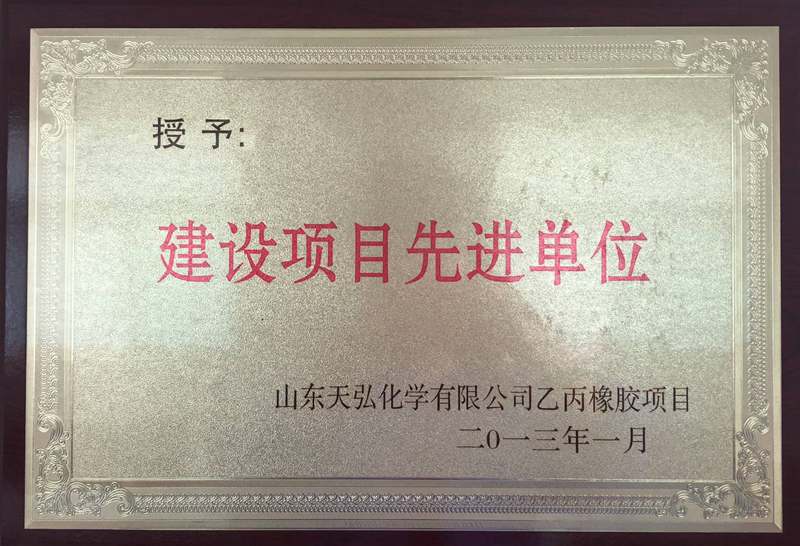 授予:
建设项目先进单位
山东天弘化学有限公司乙丙橡胶项目
二0一三年一月